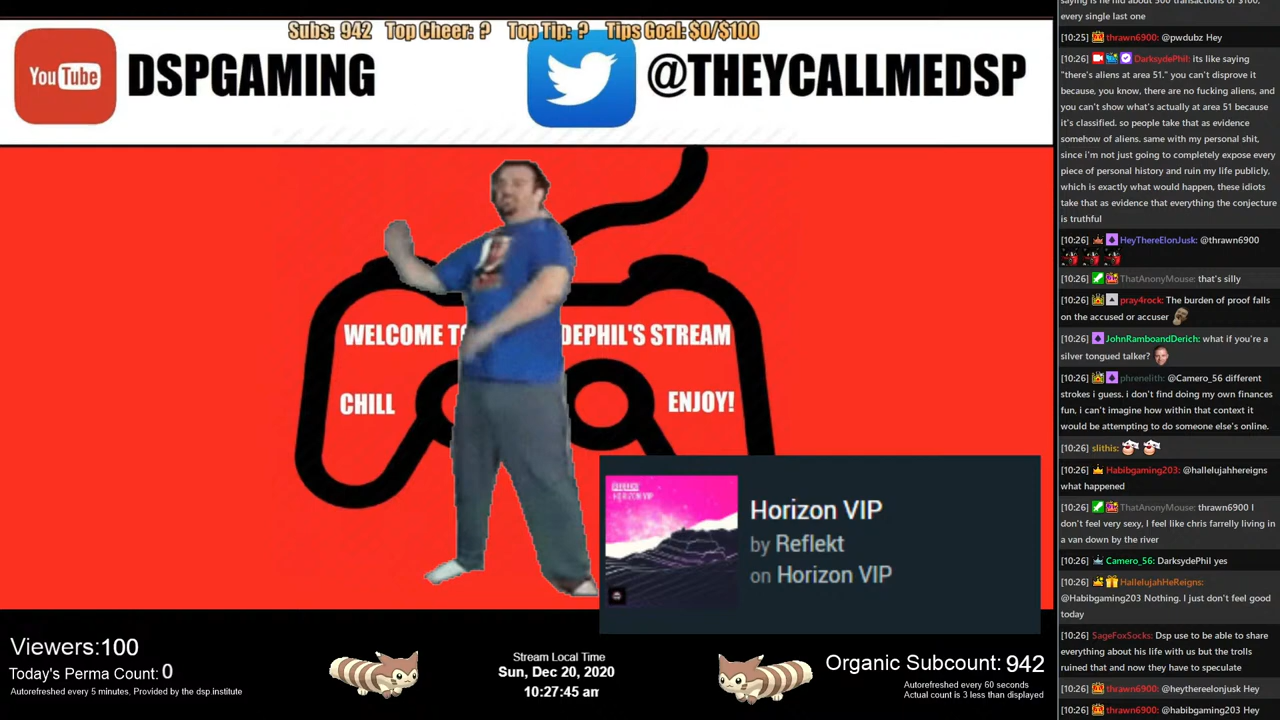 Subs: 942 Top Cheer: ? Top Tip: ? Tips Goal: $0/$100
YouTube
DSPGAMING
@THEYCALLMEDSP
WELCOME T
DEPHIL'S STREAM
CHILL
ENJOY!
Horizon VIP
by Reflekt
on Horizon VIP
HORIZON VIP
Viewers:100
Today's Perma Count: 0
Autorefreshed every 5 minutes, Provided by the dsp institute
Stream Local Time
Sun, Dec 20, 2020
10:27:45 am
Organic Subcount: 942
Autorefreshed every 60 seconds
Actual count is 3 less than displayed
saying is he hid about 500 transactions of $100,
every single last one
[10:25] thrawn6900: @pwdubz Hey
[10:26] DarksydePhil: its like saying
"there's aliens at area 51." you can't disprove it
because, you know, there are no fucking aliens, and
you can't show what's actually at area 51 because
it's classified. so people take that as evidence
somehow of aliens. same with my personal shit,
since i'm not just going to completely expose every
piece of personal history and ruin my life publicly,
which is exactly what would happen, these idiots
take that as evidence that everything the conjecture
is truthful
[10:26] HeyThereElonJusk: @thrawn6900
[10:26] ThatAnonyMouse: that's silly
[10:26] pray4rock: The burden of proof falls
on the accused or accuser
[10:26] JohnRamboandDerich: what if you're a
silver tongued talker?
[10:26] phrenelith: @Camero_56 different
strokes i guess. i don't find doing my own finances
fun, i can't imagine how within that context it
would be attempting to do someone else's online.
[10:26] slithis:
[10:26] Habibgaming203: @hallelujahhereigns
what happened
[10:26] ThatAnonyMouse: thrawn6900 I
don't feel very sexy, I feel like chris farrelly living in
a van down by the river
[10:26] Camero_56: DarksydePhil yes
[10:26] HallelujahHeReigns:
@Habibgaming203 Nothing. I just don't feel good
today
[10:26] SageFoxSocks: Dsp use to be able to share
everything about his life with us but the trolls
ruined that and now they have to speculate
[10:26] thrawn6900: @heythereelonjusk Hey
[10:26] thrawn6900: @habibgaming203 Hey